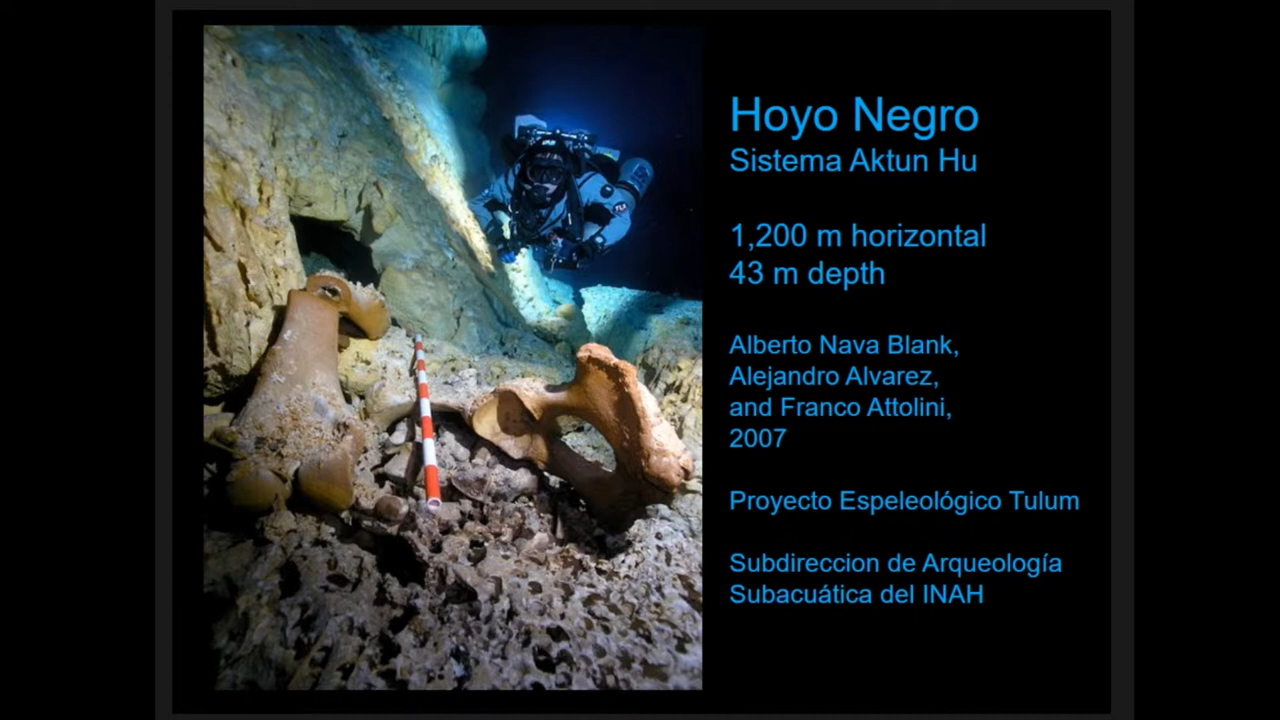 Hoyo Negro
Sistema Aktun Hu
1,200 m horizontal
43 m depth
Alberto Nava Blank,
Alejandro Alvarez,
and Franco Attolini,
2007
Proyecto Espeleológico Tulum
Subdireccion de Arqueología
Subacuática del INAH